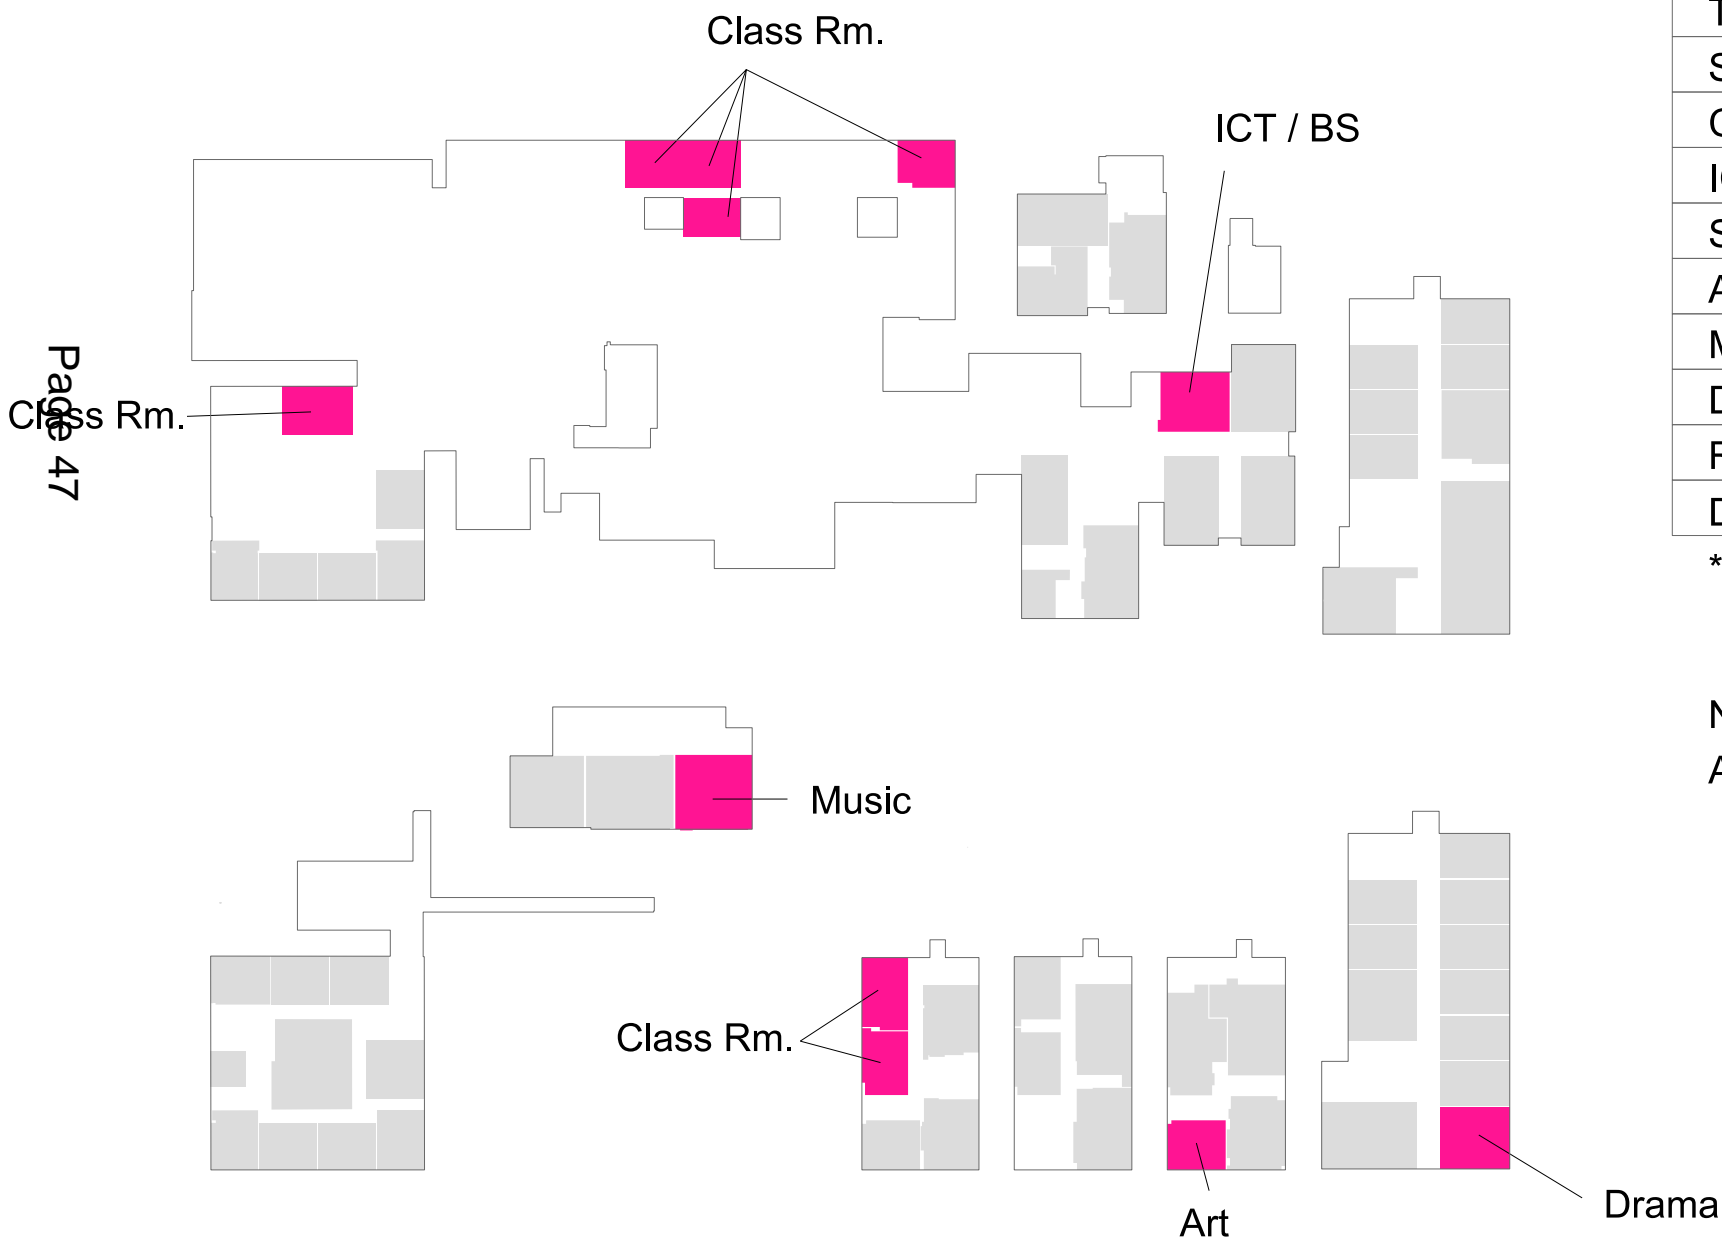 Class Rm.
ICT / BS
Page 47
Class Rm.
Music
Class Rm.
Art
Drama
*